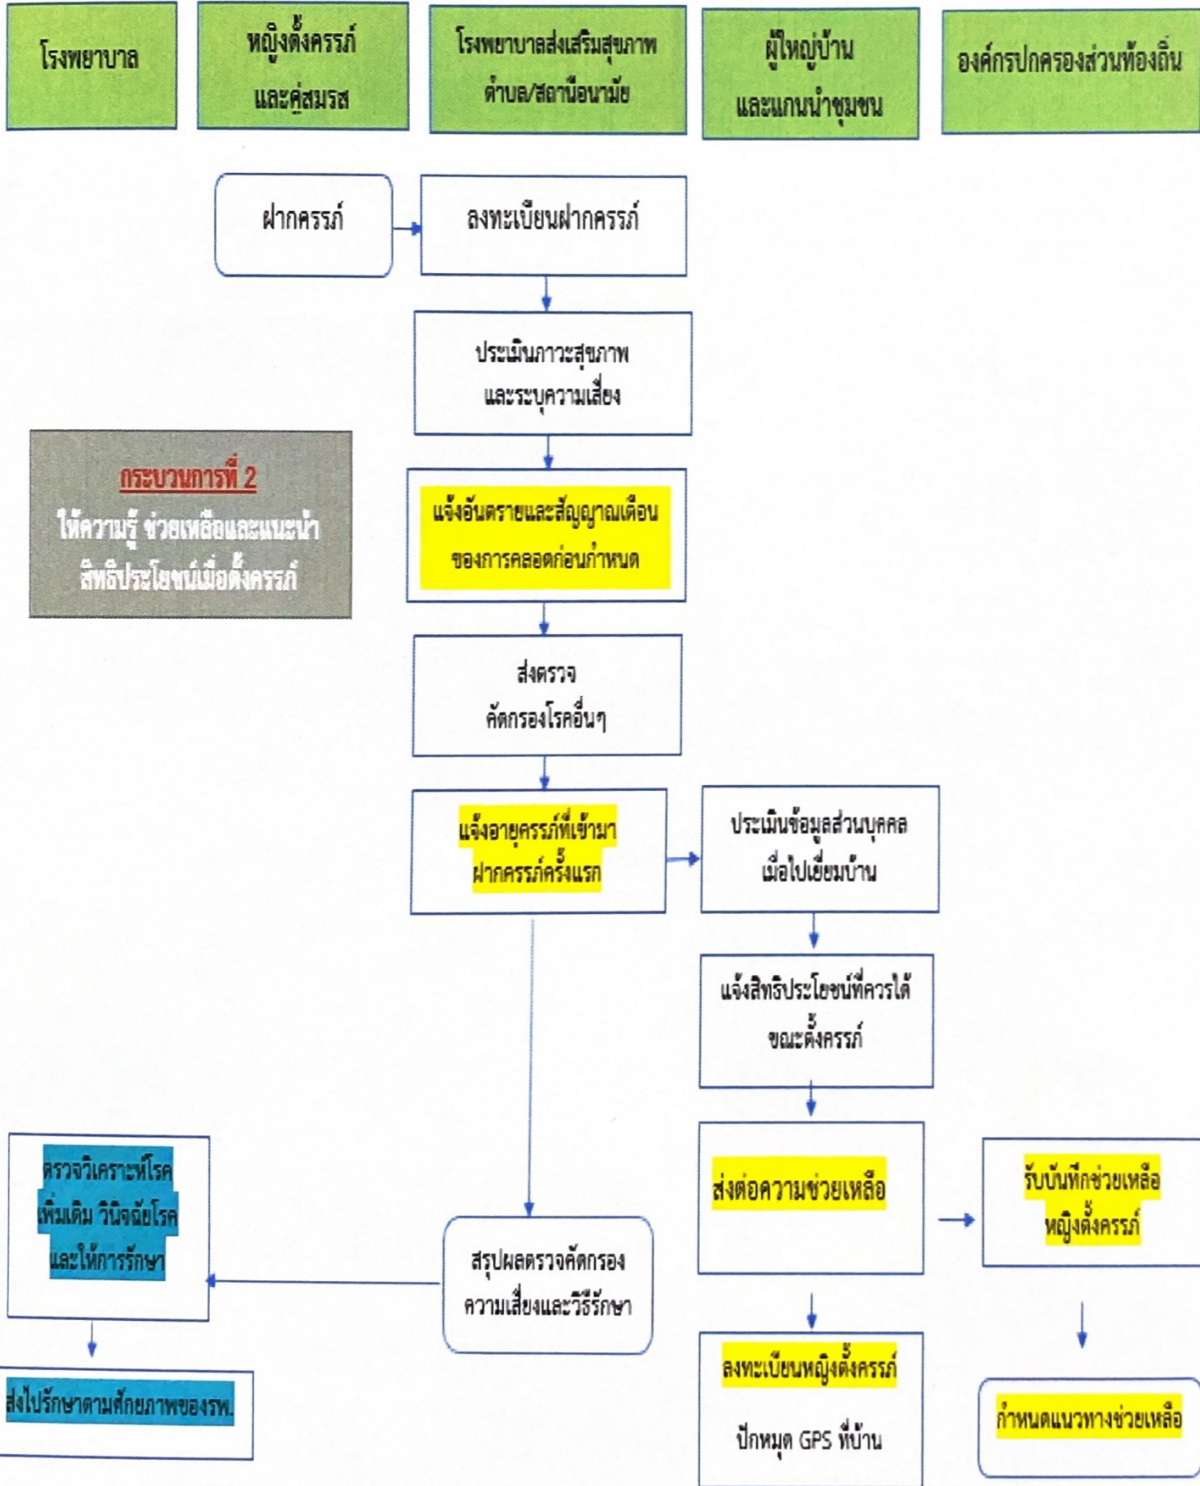 โรงพยาบาล
หญิงตั้งครรภ์
และคู่สมรส
โรงพยาบาลส่งเสริมสุขภาพ
ตำบล/สถานีอนามัย
ผู้ใหญ่บ้าน
และแกนนำชุมชน
องค์กรปกครองส่วนท้องถิ่น
ฝากครรภ์
ลงทะเบียนฝากครรภ์
ประเมินภาวะสุขภาพ
และระบุความเสี่ยง
กระบวนการที่ 2
ให้ความรู้ ช่วยเหลือและแนะนำ
สิทธิประโยชน์เมื่อตั้งครรภ์
แจ้งอันตรายและสัญญาณเตือน
ของการคลอดก่อนกำหนด
ส่งตรวจ
คัดกรองโรคอื่นๆ
แจ้งอายุครรภ์ที่เข้ามา
ฝากครรภ์ครั้งแรก
ประเมินข้อมูลส่วนบุคคล
เมื่อไปเยี่ยมบ้าน
แจ้งสิทธิประโยชน์ที่ควรได้
ขณะตั้งครรภ์
ตรวจวิเคราะห์โรค
เพิ่มเติม วินิจฉัยโรค
และให้การรักษา
สรุปผลตรวจคัดกรอง
ความเสี่ยงและวิธีรักษา
ส่งต่อความช่วยเหลือ
รับบันทึกช่วยเหลือ
หญิงตั้งครรภ์
ส่งไปรักษาตามศักยภาพของรพ.
ลงทะเบียนหญิงตั้งครรภ์
ปักหมุด GPS ที่บ้าน
กำหนดแนวทางช่วยเหลือ